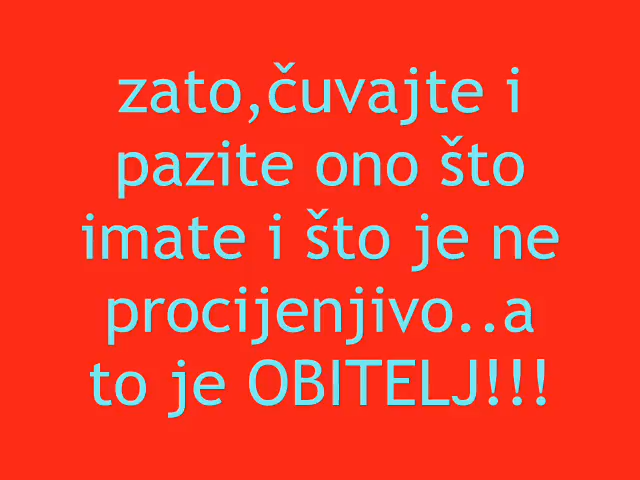 zato,čuvajte i
pazite ono što
imate i što je ne
procijenjivo..a
to je OBITELJ!!!